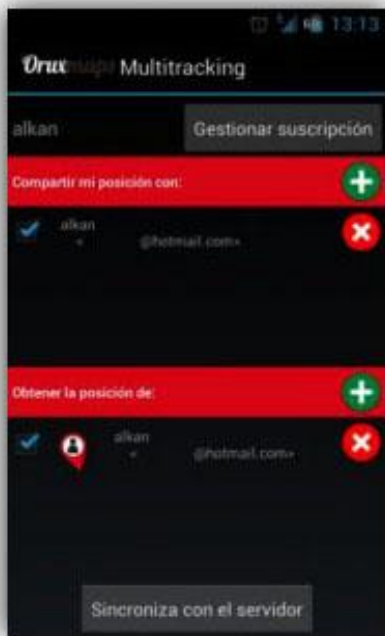 13:13
Oruxmaps Multitracking
alkan Gestionar suscripción
Compartir mi posición con:
alkan
@hotmail.com>
Obtener la posición de:
alkan
@hotmail.com>
Sincroniza con el servidor